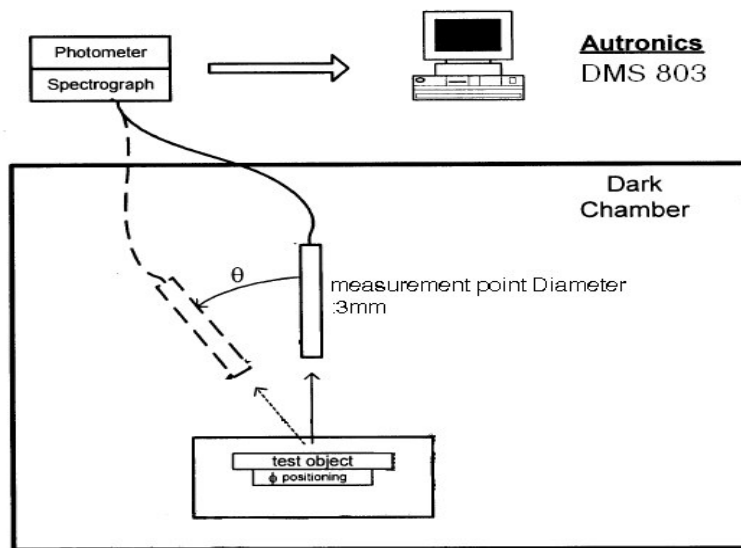 Photometer
Spectrograph
Autronics
DMS 803
Dark
Chamber
θ
measurement point Diameter
:3mm
test object
ϕ positioning